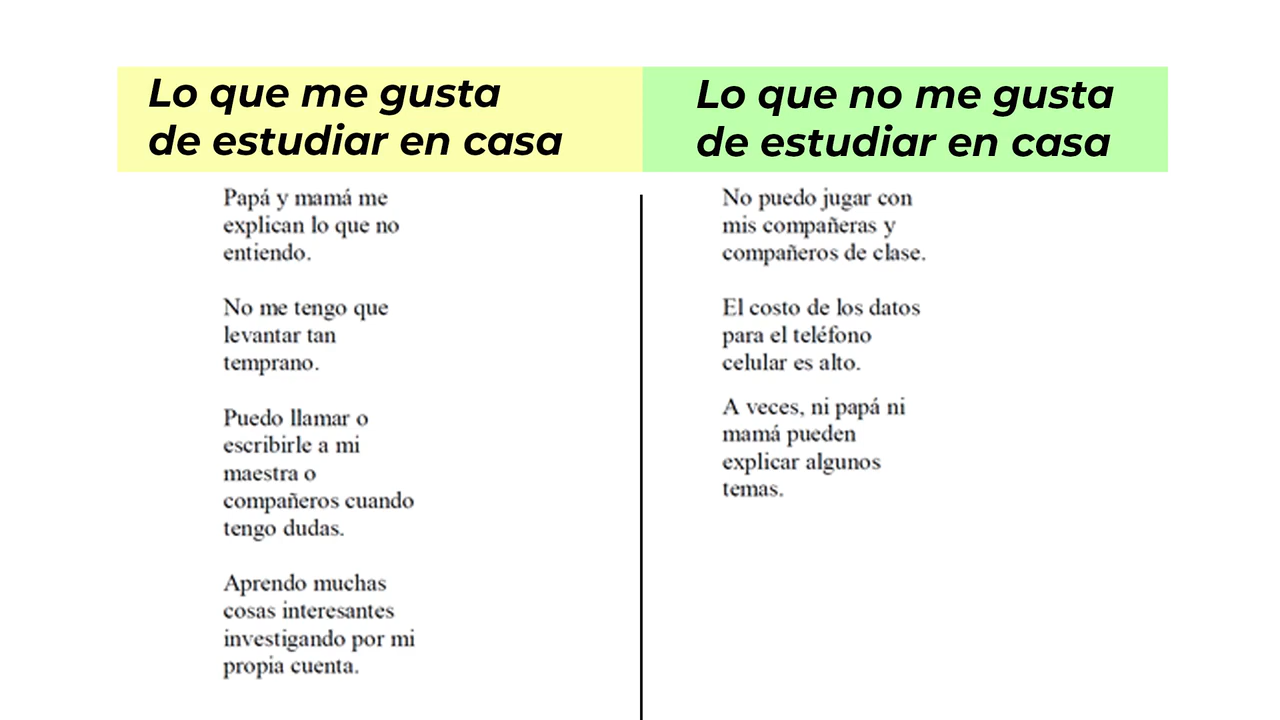 Lo que me gusta
de estudiar en casa
Papá y mamá me
explican lo que no
entiendo.
No me tengo que
levantar tan
temprano.
Puedo llamar o
escribirle a mi
maestra o
compañeros cuando
tengo dudas.
Aprendo muchas
cosas interesantes
investigando por mi
propia cuenta.
Lo que no me gusta
de estudiar en casa
No puedo jugar con
mis compañeras y
compañeros de clase.
El costo de los datos
para el teléfono
celular es alto.
A veces, ni papá ni
mamá pueden
explicar algunos
temas.